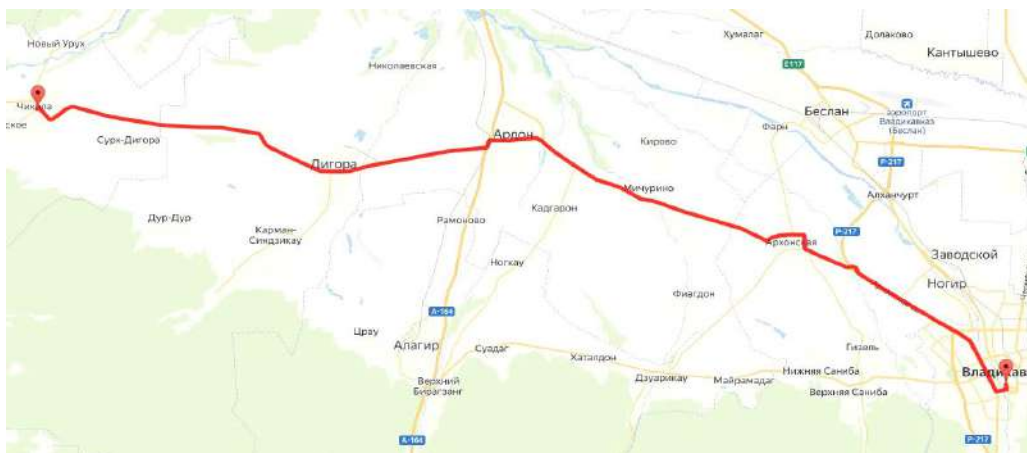 Новый Урух
Хумалаг
Долаково
Кантышево
E117
Николаевская
Чикола
ское
Беслан
аэропорт
Владикавказ
(Беслан)
Сурх-Дигора
Ардон
Фарн
Кирово
Р-217
Дигора
Мичурино
Алханчурт
Дур-Дур
Рамоново
Кадгарон
Карман-
Синдзикау
Р-217
Архонская
Заводской
Ногкау
Ногир
Фиагдон
А-164
Црау
Алагир
Суадаг
Хаталдон
Гизель
Владикав
Верхний
Бирагзанг
Дзуарикау
Майрамадаг
Нижняя Саниба
Верхняя Саниба
А-164
Р-217